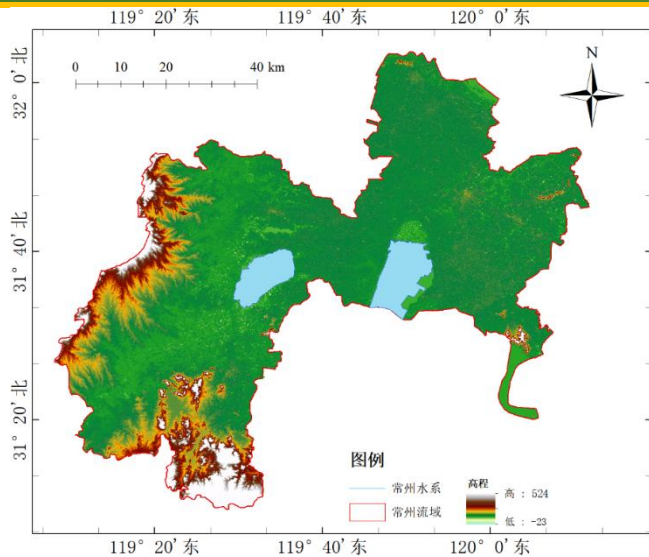 119° 20′东 119° 40′东 120° 0′东
N
0 10 20 40 km
32° 0′北
31° 40′北
31° 20′北
图例
常州水系
常州流域
高程
高 : 524
低 : -23
119° 20′东 119° 40′东 120° 0′东